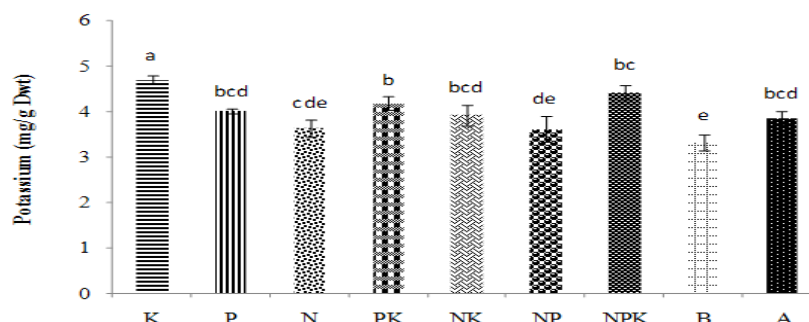 6
5
4
3
2
1
0
Potassium (mg/g Dwt)
a
bcd
cde
b
bcd
de
bc
e
bcd
K P N PK NK NP NPK B A